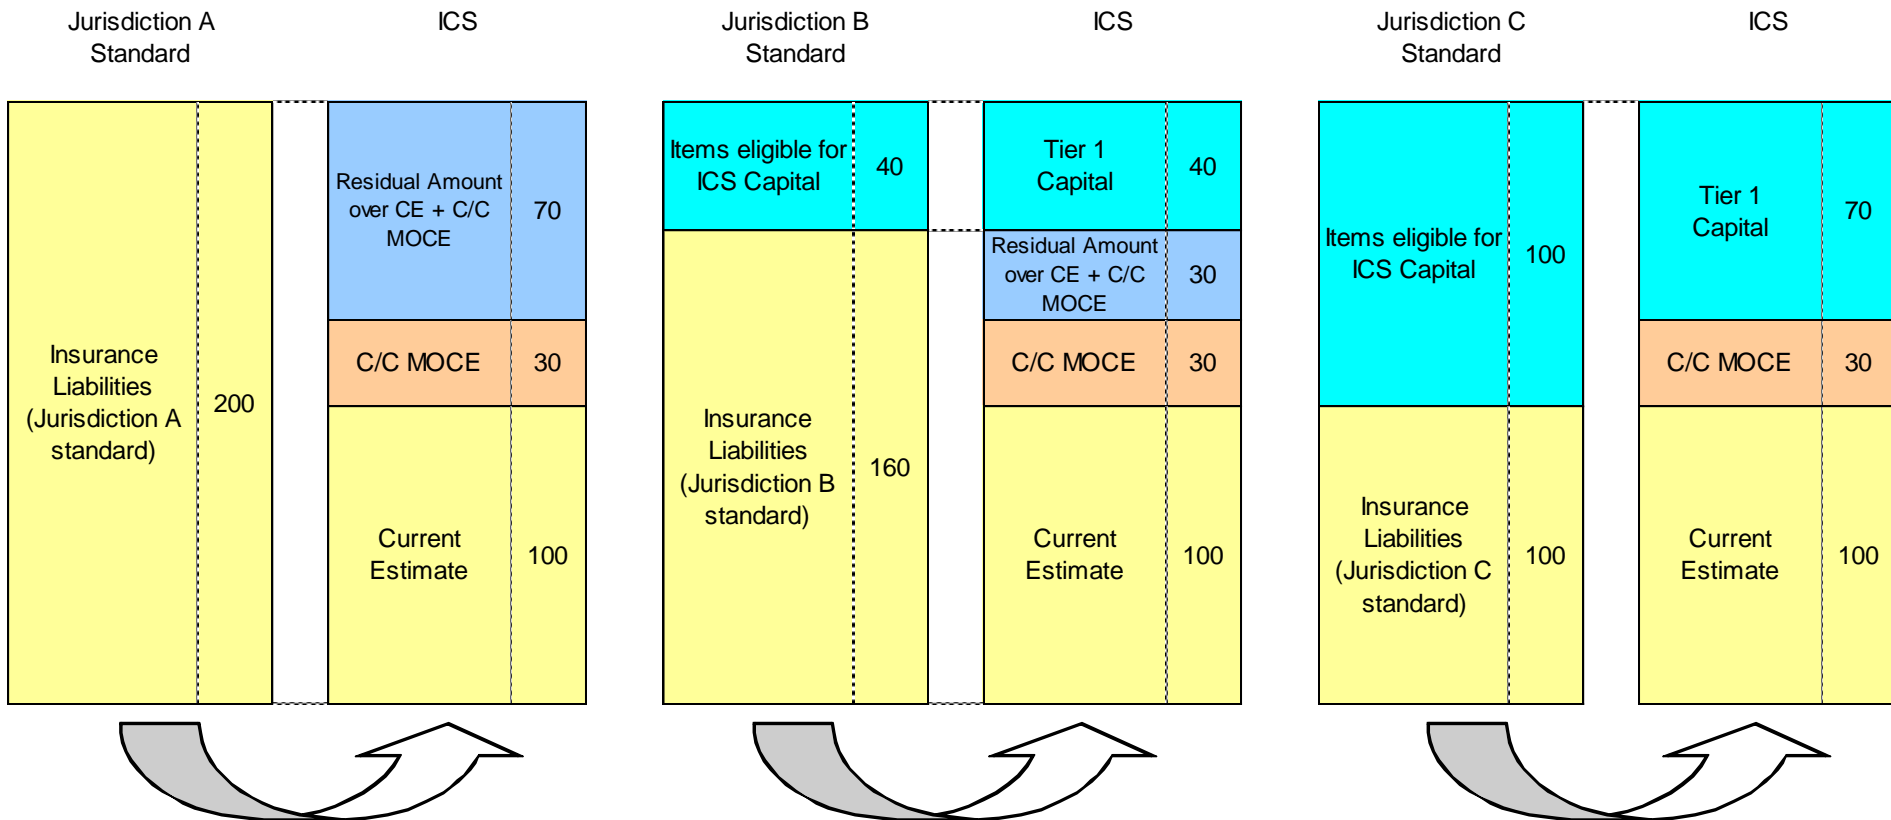 Jurisdiction A
Standard
ICS
Insurance
Liabilities
(Jurisdiction A
standard)
200
Residual Amount
over CE + C/C
MOCE
70
C/C MOCE
30
Current
Estimate
100
Jurisdiction B
Standard
ICS
Items eligible for
ICS Capital
40
Insurance
Liabilities
(Jurisdiction B
standard)
160
Tier 1
Capital
40
Residual Amount
over CE + C/C
MOCE
30
C/C MOCE
30
Current
Estimate
100
Jurisdiction C
Standard
ICS
Items eligible for
ICS Capital
100
Insurance
Liabilities
(Jurisdiction C
standard)
100
Tier 1
Capital
70
C/C MOCE
30
Current
Estimate
100